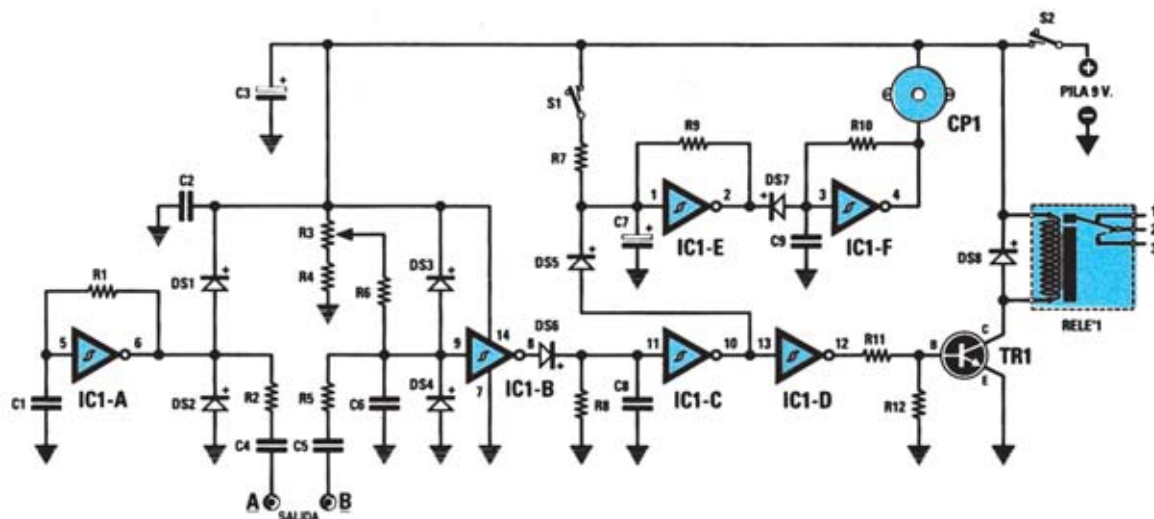 S2
C3
+
S1
R9
R10
CP1
PILA 9 V.
R7
C2
DS7
+
1
2
3
4
R3
DS1
+
DS3
+
C7
+
IC1-E
C9
IC1-F
1
2
3
R1
R4
R6
DS5
+
DS8
+
5
6
14
9
8
DS6
+
11
10
13
12
R11
C
B
E
TR1
RELE'1
C1
IC1-A
DS2
+
R2
R5
C6
DS4
+
7
IC1-B
R8
C8
IC1-C
IC1-D
R12
C4
C5
A
SALIDA
B